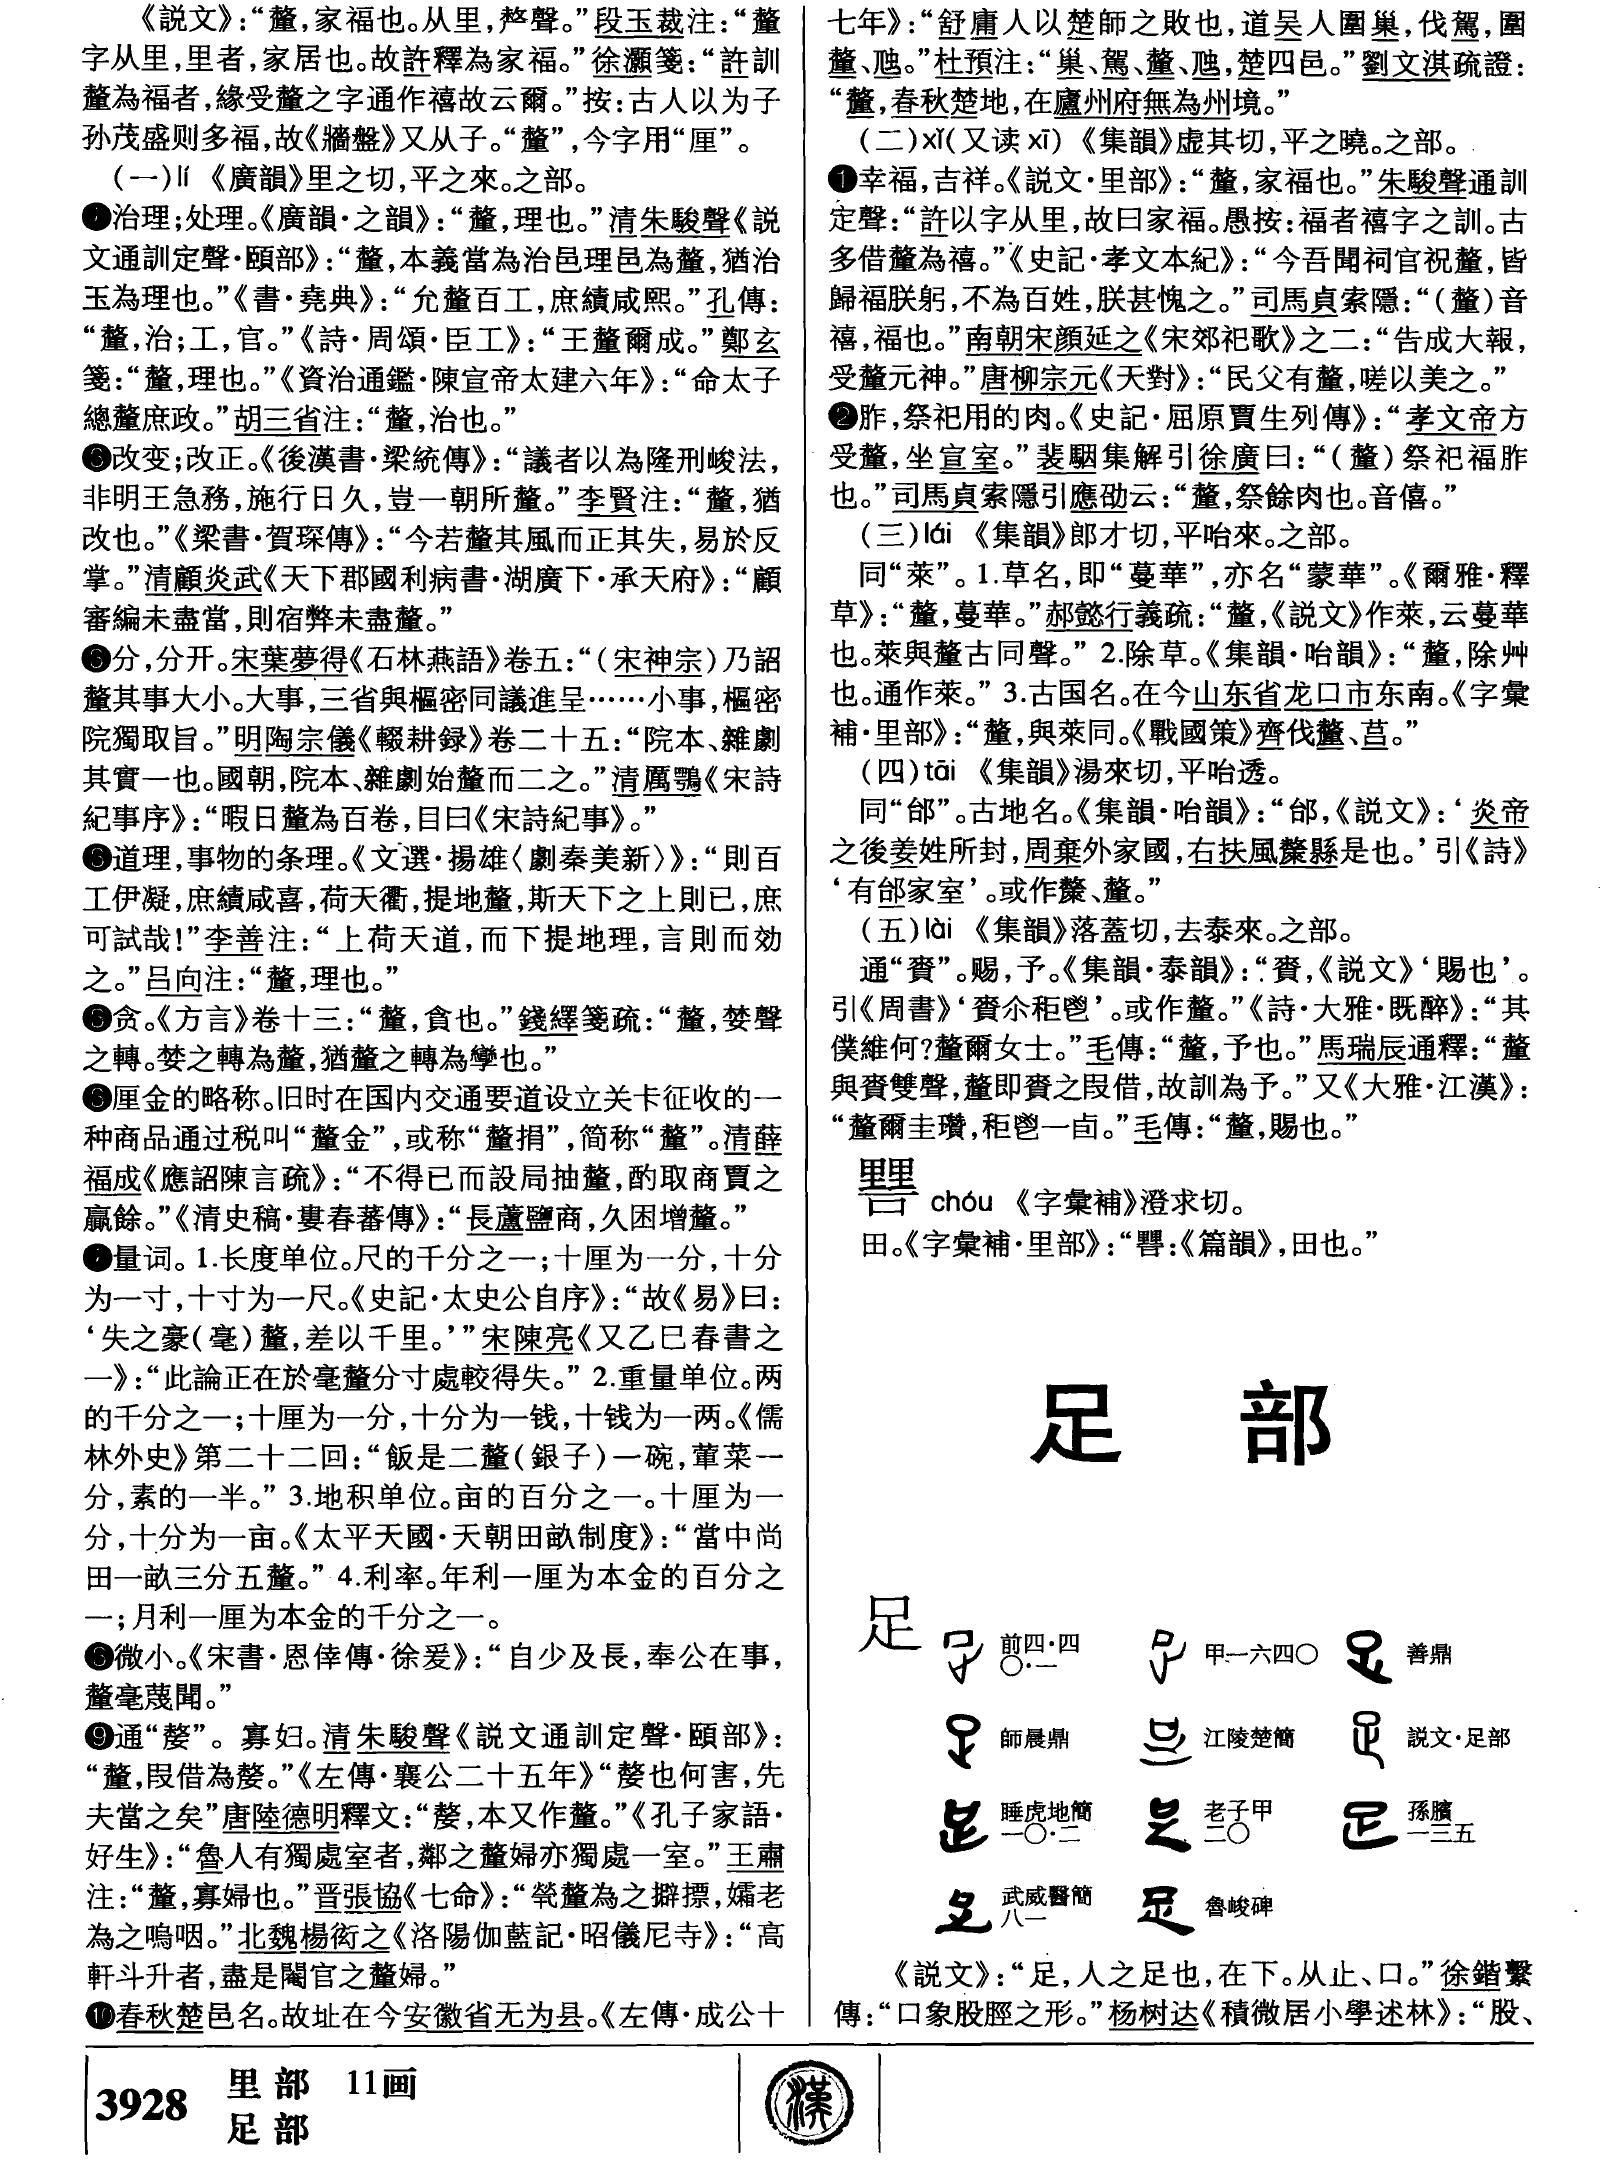 《説文》：“釐，家福也。从里，𠩺聲。”段玉裁注：“釐
字从里，里者，家居也。故許釋為家福。”徐灝箋：“許訓
釐為福者，緣受釐之字通作禧故云爾。”按：古人以为子
孙茂盛则多福，故《牆盤》又从子。“釐”，今字用“厘”。
（一）lí　《廣韻》里之切，平之來。之部。
治理；处理。《廣韻·之韻》：“釐，理也。”清朱駿聲《説
文通訓定聲·頤部》：“釐，本義當為治邑理邑為釐，猶治
玉為理也。”《書·堯典》：“允釐百工，庶績咸熙。”孔傳：
“釐，治；工，官。”《詩·周頌·臣工》：“王釐爾成。”鄭玄
箋：“釐，理也。”《資治通鑑·陳宣帝太建六年》：“命太子
總釐庶政。”胡三省注：“釐，治也。”
改变；改正。《後漢書·梁統傳》：“議者以為隆刑峻法，
非明王急務，施行日久，豈一朝所釐。”李賢注：“釐，猶
改也。”《梁書·賀琛傳》：“今若釐其風而正其失，易於反
掌。”清顧炎武《天下郡國利病書·湖廣下·承天府》：“顧
審編未盡當，則宿弊未盡釐。”
分，分开。宋葉夢得《石林燕語》卷五：“（宋神宗）乃詔
釐其事大小。大事，三省與樞密同議進呈……小事，樞密
院獨取旨。”明陶宗儀《輟耕録》卷二十五：“院本、雜劇
其實一也。國朝，院本、雜劇始釐而二之。”清厲鶚《宋詩
紀事序》：“暇日釐為百卷，目曰《宋詩紀事》。”
道理，事物的条理。《文選·揚雄〈劇秦美新〉》：“則百
工伊凝，庶績咸喜，荷天衢，提地釐，斯天下之上則已，庶
可試哉！”李善注：“上荷天道，而下提地理，言則而効
之。”吕向注：“釐，理也。”
贪。《方言》卷十三：“釐，貪也。”錢繹箋疏：“釐，婪聲
之轉。婪之轉為釐，猶釐之轉為孿也。”
厘金的略称。旧时在国内交通要道设立关卡征收的一
种商品通过税叫“釐金”，或称“釐捐”，简称“釐”。清薛
福成《應詔陳言疏》：“不得已而設局抽釐，酌取商賈之
贏餘。”《清史稿·婁春蕃傳》：“長蘆鹽商，久困增釐。”
量词。1.长度单位。尺的千分之一；十厘为一分，十分
为一寸，十寸为一尺。《史記·太史公自序》：“故《易》曰：
‘失之豪（毫）釐，差以千里。’”宋陳亮《又乙巳春書之
一》：“此論正在於毫釐分寸處較得失。”2.重量单位。两
的千分之一；十厘为一分，十分为一钱，十钱为一两。《儒
林外史》第二十二回：“飯是二釐（銀子）一碗，葷菜一
分，素的一半。”3.地积单位。亩的百分之一。十厘为一
分，十分为一亩。《太平天國·天朝田畝制度》：“當中尚
田一畝三分五釐。”4.利率。年利一厘为本金的百分之
一；月利一厘为本金的千分之一。
微小。《宋書·恩倖傳·徐爰》：“自少及長，奉公在事，
釐毫蔑聞。”
❾通“嫠”。寡妇。清朱駿聲《説文通訓定聲·頤部》：
“釐，叚借為嫠。”《左傳·襄公二十五年》“嫠也何害，先
夫當之矣”唐陸德明釋文：“嫠，本又作釐。”《孔子家語·
好生》：“魯人有獨處室者，鄰之釐婦亦獨處一室。”王肅
注：“釐，寡婦也。”晋張協《七命》：“煢釐為之擗摽，孀老
為之嗚咽。”北魏楊衒之《洛陽伽藍記·昭儀尼寺》：“高
軒斗升者，盡是閹官之釐婦。”
❿春秋楚邑名。故址在今安徽省无为县。《左傳·成公十
七年》：“舒庸人以楚師之敗也，道吴人圍巢，伐駕，圍
釐、虺。”杜預注：“巢、駕、釐、虺，楚四邑。”劉文淇疏證：
“釐，春秋楚地，在廬州府無為州境。”
（二）xǐ（又读xī）《集韻》虚其切，平之曉。之部。
❶幸福，吉祥。《説文·里部》：“釐，家福也。”朱駿聲通訓
定聲：“許以字从里，故曰家福。愚按：福者禧字之訓。古
多借釐為禧。”《史記·孝文本紀》：“今吾聞祠官祝釐，皆
歸福朕躬，不為百姓，朕甚愧之。”司馬貞索隱：“（釐）音
禧，福也。”南朝宋顔延之《宋郊祀歌》之二：“告成大報，
受釐元神。”唐柳宗元《天對》：“民父有釐，嗟以美之。”
❷胙，祭祀用的肉。《史記·屈原賈生列傳》：“孝文帝方
受釐，坐宣室。”裴駰集解引徐廣曰：“（釐）祭祀福胙
也。”司馬貞索隱引應劭云：“釐，祭餘肉也。音僖。”
（三）lái　《集韻》郎才切，平咍來。之部。
同“萊”。1.草名，即“蔓華”，亦名“蒙華”。《爾雅·釋
草》：“釐，蔓華。”郝懿行義疏：“釐，《説文》作萊，云蔓華
也。萊與釐古同聲。”2.除草。《集韻·咍韻》：“釐，除艸
也。通作萊。”3.古国名。在今山东省龙口市东南。《字彙
補·里部》：“釐，與萊同。《戰國策》齊伐釐、莒。”
（四）tāi　《集韻》湯來切，平咍透。
同“邰”。古地名。《集韻·咍韻》：“邰，《説文》：‘炎帝
之後姜姓所封，周棄外家國，右扶風斄縣是也。’引《詩》
‘有邰家室’。或作斄、釐。”
（五）lài　《集韻》落蓋切，去泰來。之部。
通“賚”。赐，予。《集韻·泰韻》：“賚，《説文》‘賜也’。
引《周書》‘賚尒秬鬯’。或作釐。”《詩·大雅·既醉》：“其
僕維何？釐爾女士。”毛傳：“釐，予也。”馬瑞辰通釋：“釐
與賚雙聲，釐即賚之叚借，故訓為予。”又《大雅·江漢》：
“釐爾圭瓚，秬鬯一卣。”毛傳：“釐，賜也。”
chóu　《字彙補》澄求切。
田。《字彙補·里部》：“：《篇韻》，田也。”
足　部
足　前四·四〇·一　甲一六四〇　善鼎
師晨鼎　江陵楚簡　説文·足部
睡虎地簡一〇·二　老子甲二〇　孫臏一三五
武威醫簡八一　魯峻碑
《説文》：“足，人之足也，在下。从止、口。”徐鍇繫
傳：“口象股脛之形。”杨树达《積微居小學述林》：“股、
3928　里部　11画
足部
漢